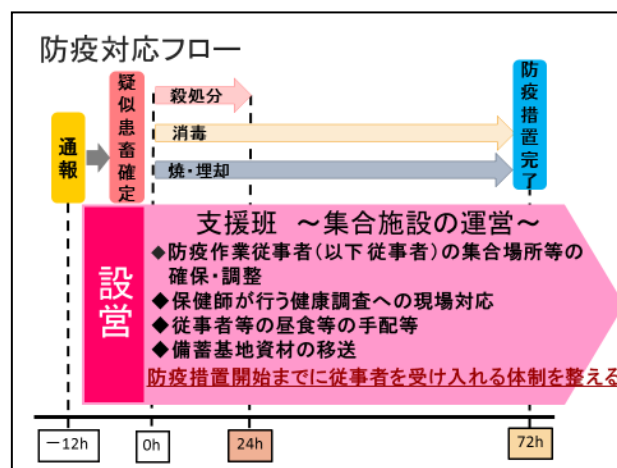 防疫対応フロー
通報
疑似患畜確定
殺処分
消毒
焼・埋却
防疫措置完了
設営
支援班 ～集合施設の運営～
◆防疫作業従事者(以下従事者)の集合場所等の
確保・調整
◆保健師が行う健康調査への現場対応
◆従事者等の昼食等の手配等
◆備蓄基地資材の移送
防疫措置開始までに従事者を受け入れる体制を整える
－12h
0h
24h
72h